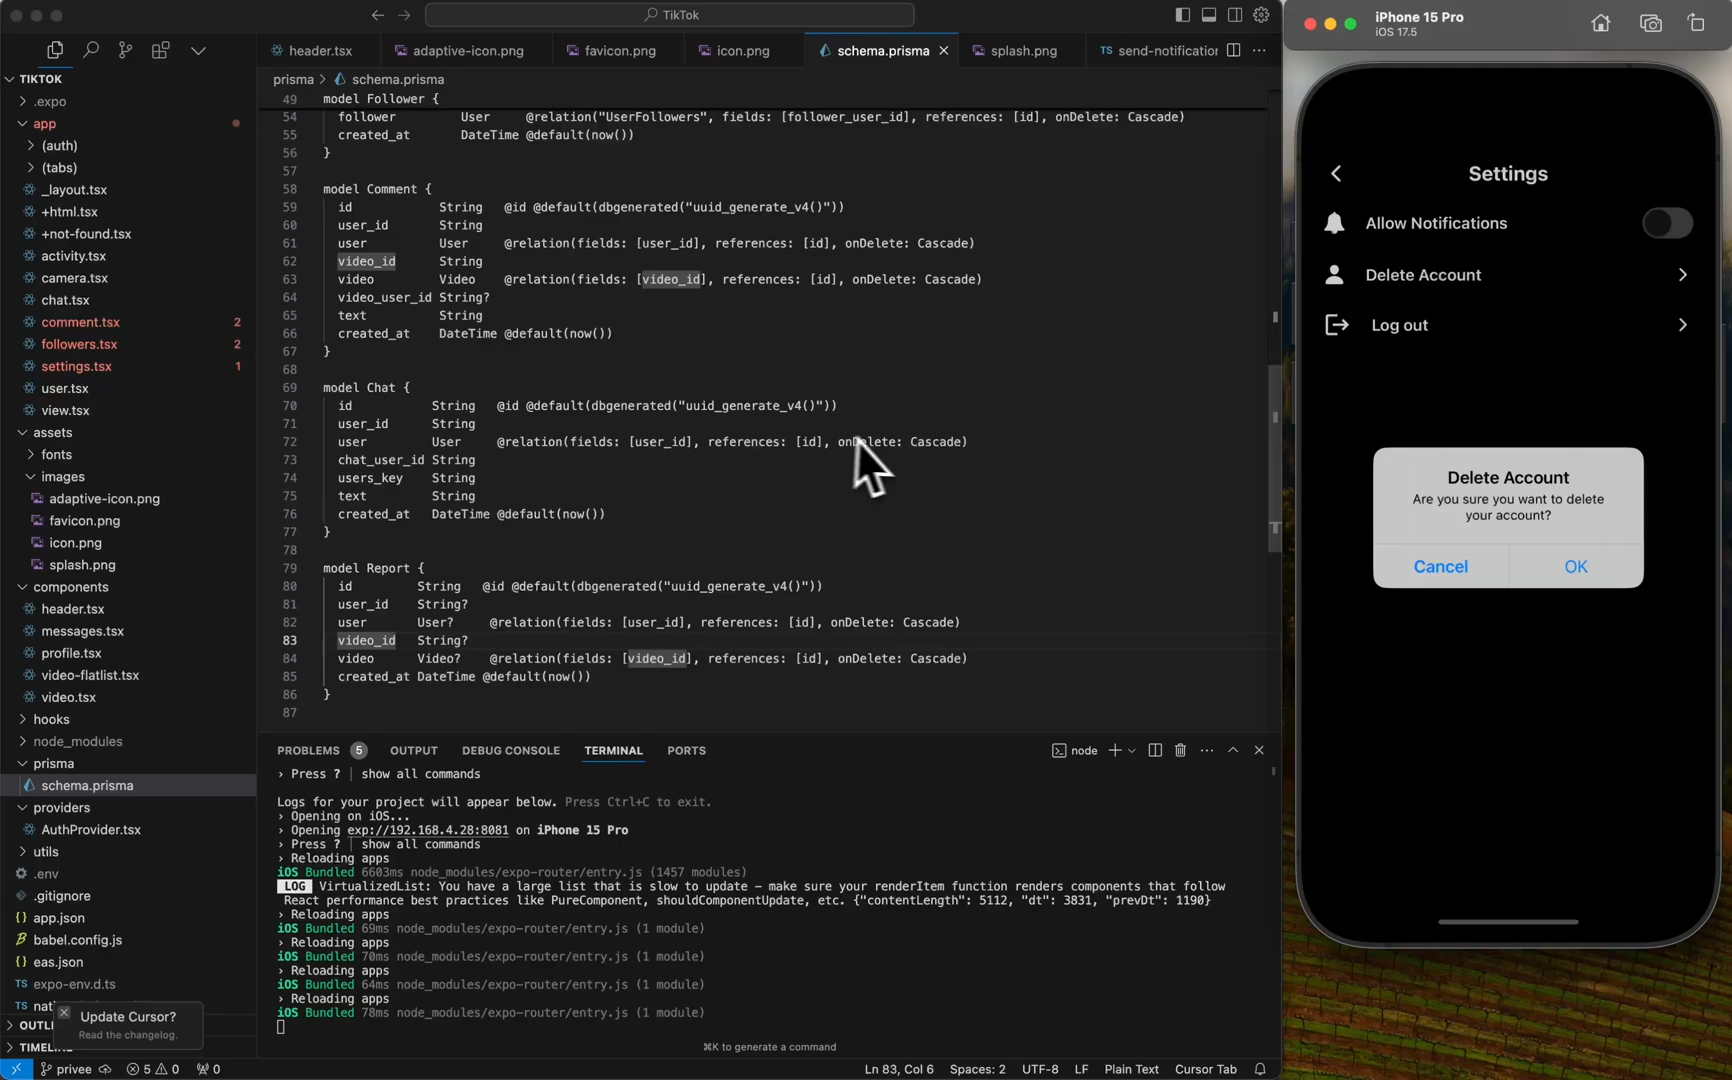 TikTok
iPhone 15 Pro
iOS 17.5
header.tsx
adaptive-icon.png
favicon.png
icon.png
schema.prisma
splash.png
TS send-notification
TIKTOK
.expo
app
(auth)
(tabs)
_layout.tsx
+html.tsx
+not-found.tsx
activity.tsx
camera.tsx
chat.tsx
comment.tsx 2
followers.tsx 2
settings.tsx 1
user.tsx
view.tsx
assets
fonts
images
adaptive-icon.png
favicon.png
icon.png
splash.png
components
header.tsx
messages.tsx
profile.tsx
video-flatlist.tsx
video.tsx
hooks
node_modules
prisma
schema.prisma
providers
AuthProvider.tsx
utils
.env
.gitignore
{} app.json
babel.config.js
{} eas.json
TS expo-env.d.ts
TS nat
Update Cursor?
Read the changelog.
OUTLI
TIMELINE
prisma > schema.prisma
49 model Follower {
54 follower User @relation("UserFollowers", fields: [follower_user_id], references: [id], onDelete: Cascade)
55 created_at DateTime @default(now())
56 }
57
58 model Comment {
59 id String @id @default(dbgenerated("uuid_generate_v4()"))
60 user_id String
61 user User @relation(fields: [user_id], references: [id], onDelete: Cascade)
62 video_id String
63 video Video @relation(fields: [video_id], references: [id], onDelete: Cascade)
64 video_user_id String?
65 text String
66 created_at DateTime @default(now())
67 }
68
69 model Chat {
70 id String @id @default(dbgenerated("uuid_generate_v4()"))
71 user_id String
72 user User @relation(fields: [user_id], references: [id], onDelete: Cascade)
73 chat_user_id String
74 users_key String
75 text String
76 created_at DateTime @default(now())
77 }
78
79 model Report {
80 id String @id @default(dbgenerated("uuid_generate_v4()"))
81 user_id String?
82 user User? @relation(fields: [user_id], references: [id], onDelete: Cascade)
83 video_id String?
84 video Video? @relation(fields: [video_id], references: [id], onDelete: Cascade)
85 created_at DateTime @default(now())
86 }
87
PROBLEMS 5 OUTPUT DEBUG CONSOLE TERMINAL PORTS
node
› Press ? | show all commands
Logs for your project will appear below. Press Ctrl+C to exit.
› Opening on iOS...
› Opening exp://192.168.4.28:8081 on iPhone 15 Pro
› Press ? | show all commands
› Reloading apps
iOS Bundled 6603ms node_modules/expo-router/entry.js (1457 modules)
LOG VirtualizedList: You have a large list that is slow to update – make sure your renderItem function renders components that follow
React performance best practices like PureComponent, shouldComponentUpdate, etc. {"contentLength": 5112, "dt": 3831, "prevDt": 1190}
› Reloading apps
iOS Bundled 69ms node_modules/expo-router/entry.js (1 module)
› Reloading apps
iOS Bundled 70ms node_modules/expo-router/entry.js (1 module)
› Reloading apps
iOS Bundled 64ms node_modules/expo-router/entry.js (1 module)
› Reloading apps
iOS Bundled 78ms node_modules/expo-router/entry.js (1 module)
⌘K to generate a command
privee 5 0 0
Ln 83, Col 6 Spaces: 2 UTF-8 LF Plain Text Cursor Tab
Settings
Allow Notifications
Delete Account
Log out
Delete Account
Are you sure you want to delete
your account?
Cancel OK